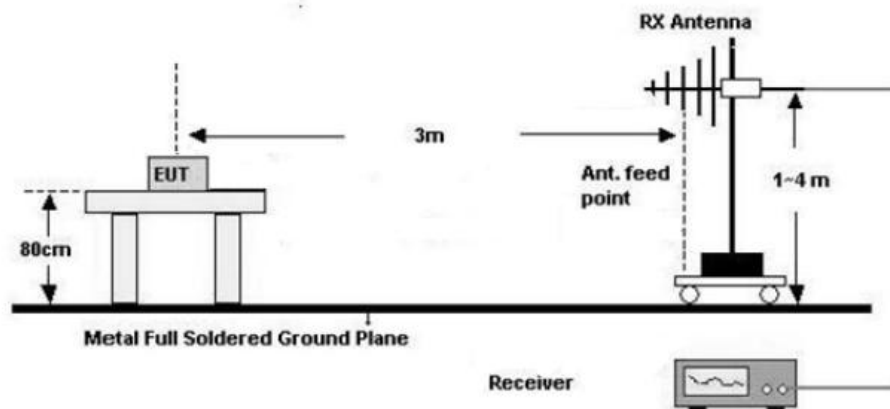 RX Antenna
3m
EUT
Ant. feed
point
1~4 m
80cm
Metal Full Soldered Ground Plane
Receiver